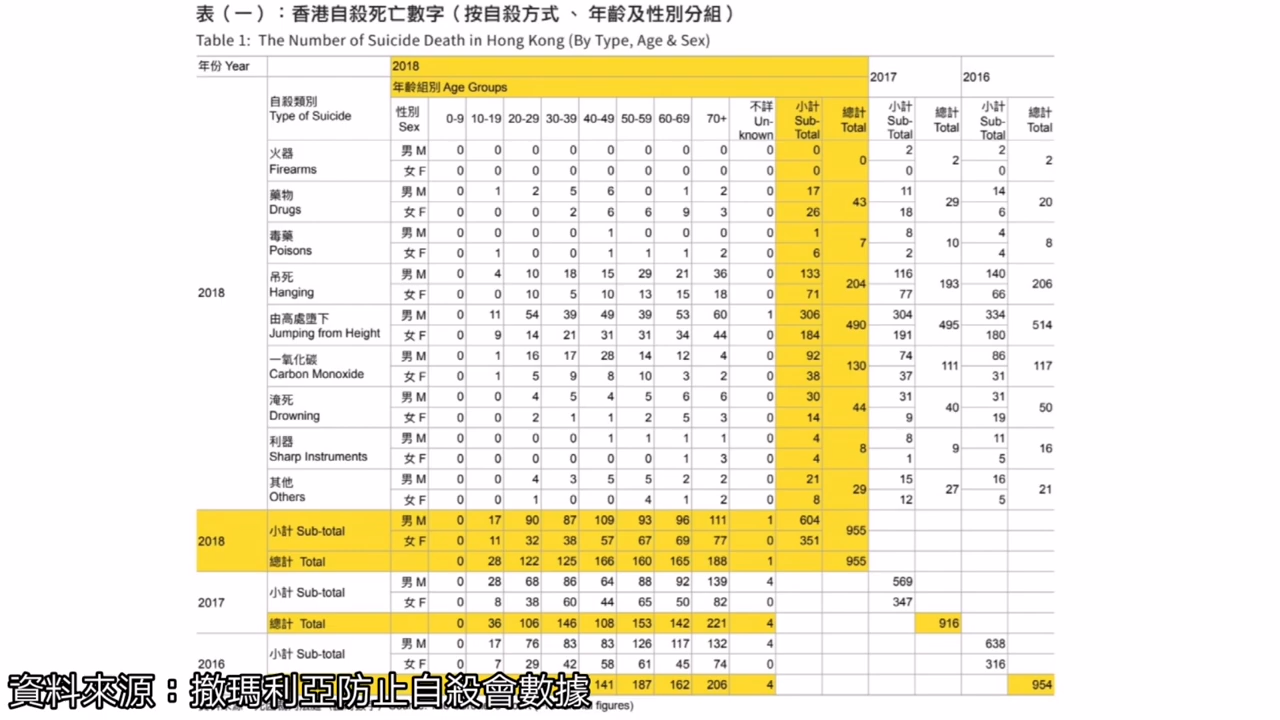 表（一）：香港自殺死亡數字（按自殺方式 、 年齡及性別分組 ）
Table 1: The Number of Suicide Death in Hong Kong (By Type, Age & Sex)
年份 Year 2018 2017 2016
年齡組別 Age Groups
自殺類別 Type of Suicide 性別 Sex 0-9 10-19 20-29 30-39 40-49 50-59 60-69 70+ 不詳 Un-known 小計 Sub-Total 總計 Total 小計 Sub-Total 總計 Total 小計 Sub-Total 總計 Total
2018
火器 Firearms
男 M 0 0 0 0 0 0 0 0 0 0 0 2 2 2 2
女 F 0 0 0 0 0 0 0 0 0 0 0 0
藥物 Drugs
男 M 0 1 2 5 6 0 1 2 0 17 43 11 29 14 20
女 F 0 0 0 2 6 6 9 3 0 26 18 6
毒藥 Poisons
男 M 0 0 0 0 1 0 0 0 0 1 7 8 10 4 8
女 F 0 1 0 0 1 1 1 2 0 6 2 4
吊死 Hanging
男 M 0 4 10 18 15 29 21 36 0 133 204 116 193 140 206
女 F 0 0 10 5 10 13 15 18 0 71 77 66
由高處墮下 Jumping from Height
男 M 0 11 54 39 49 39 53 60 1 306 490 304 495 334 514
女 F 0 9 14 21 31 31 34 44 0 184 191 180
一氧化碳 Carbon Monoxide
男 M 0 1 16 17 28 14 12 4 0 92 130 74 111 86 117
女 F 0 1 5 9 8 10 3 2 0 38 37 31
淹死 Drowning
男 M 0 0 4 5 4 5 6 6 0 30 44 31 40 31 50
女 F 0 0 2 1 1 2 5 3 0 14 9 19
利器 Sharp Instruments
男 M 0 0 0 0 1 1 1 1 0 4 8 8 9 11 16
女 F 0 0 0 0 0 0 1 3 0 4 1 5
其他 Others
男 M 0 0 4 3 5 5 2 2 0 21 29 15 27 16 21
女 F 0 0 1 0 0 4 1 2 0 8 12 5
2018 小計 Sub-total
男 M 0 17 90 87 109 93 96 111 1 604 955
女 F 0 11 32 38 57 67 69 77 0 351
總計 Total 0 28 122 125 166 160 165 188 1 955
2017 小計 Sub-total
男 M 0 28 68 86 64 88 92 139 4 569
女 F 0 8 38 60 44 65 50 82 0 347
總計 Total 0 36 106 146 108 153 142 221 4 916
2016 小計 Sub-total
男 M 0 17 76 83 83 126 117 132 4 638
女 F 0 7 29 42 58 61 45 74 0 316
141 187 162 206 4 954
資料來源：撒瑪利亞防止自殺會數據
figures)